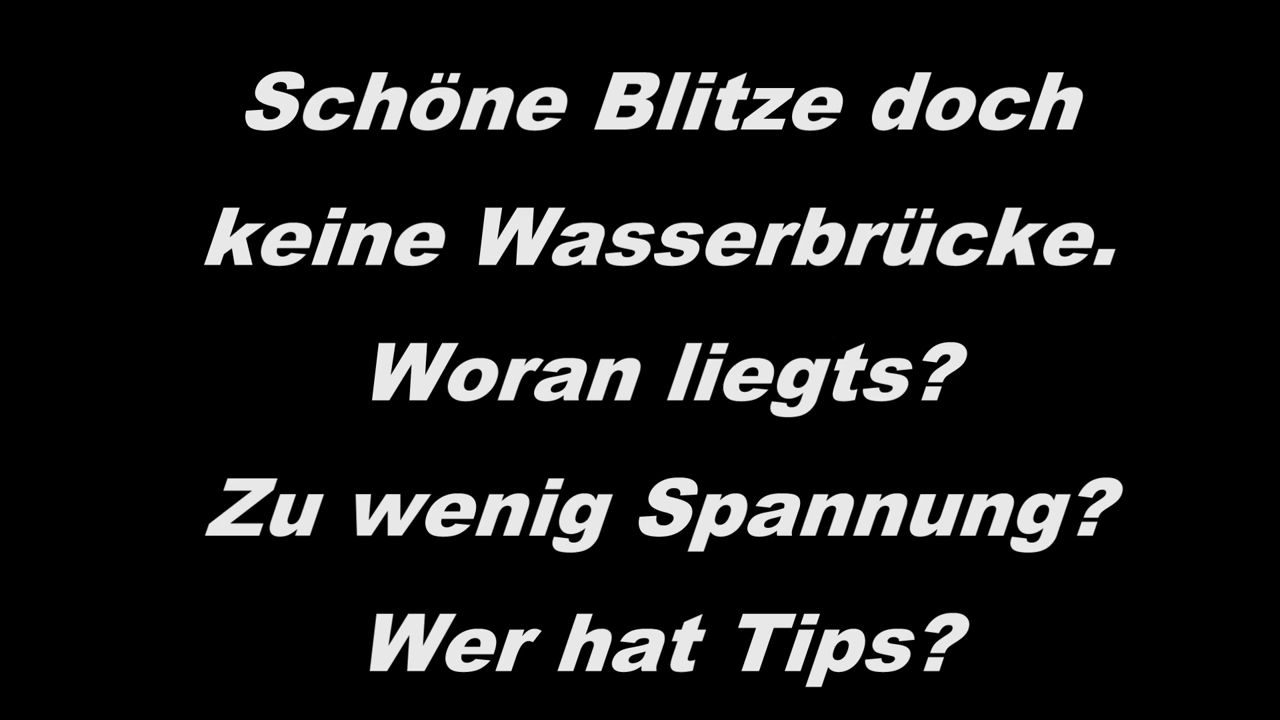 Schöne Blitze doch
keine Wasserbrücke.
Woran liegts?
Zu wenig Spannung?
Wer hat Tips?